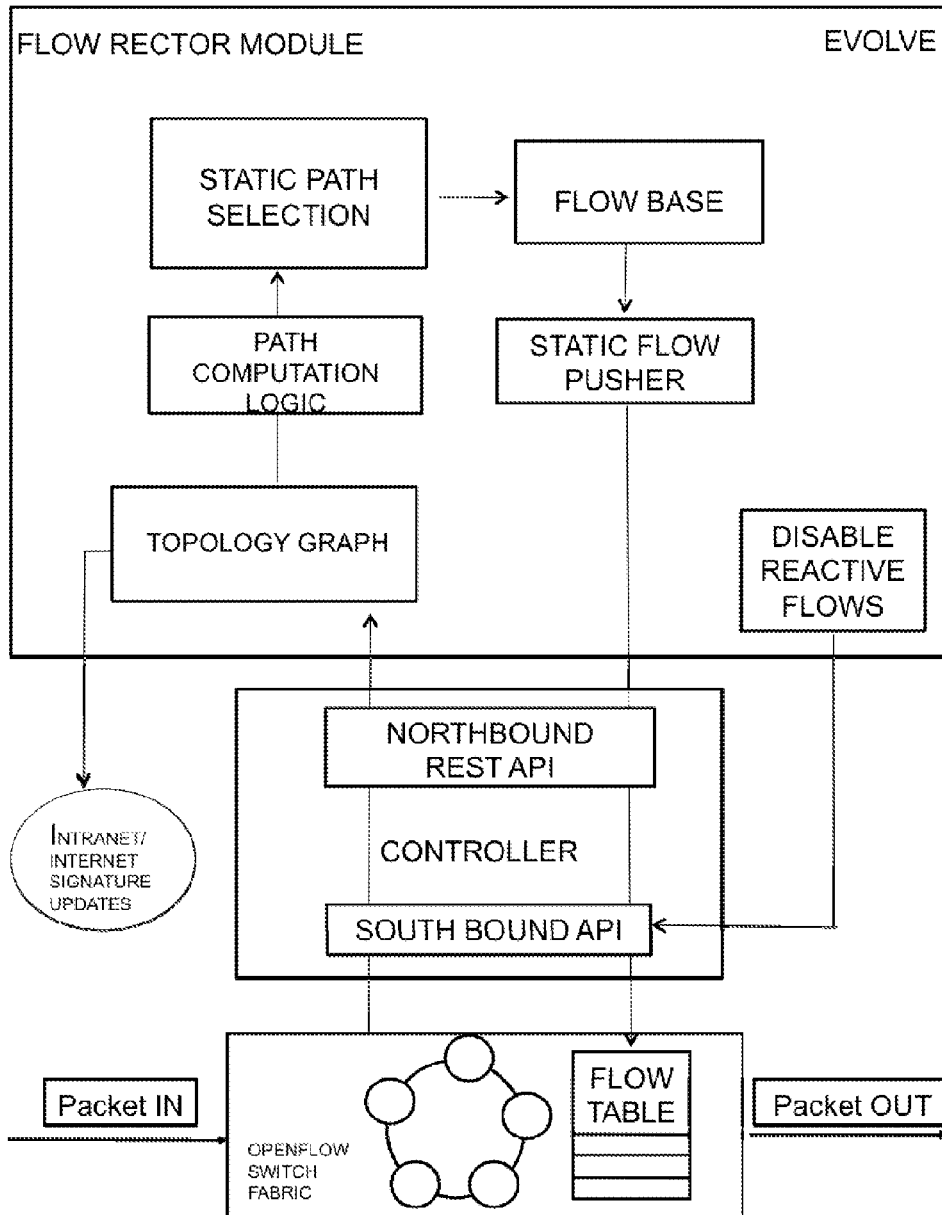 FLOW RECTOR MODULE
EVOLVE
STATIC PATH
SELECTION
FLOW BASE
PATH
COMPUTATION
LOGIC
STATIC FLOW
PUSHER
TOPOLOGY GRAPH
DISABLE
REACTIVE
FLOWS
NORTHBOUND
REST API
INTRANET/
INTERNET
SIGNATURE
UPDATES
CONTROLLER
SOUTH BOUND API
Packet IN
FLOW
TABLE
Packet OUT
OPENFLOW
SWITCH
FABRIC